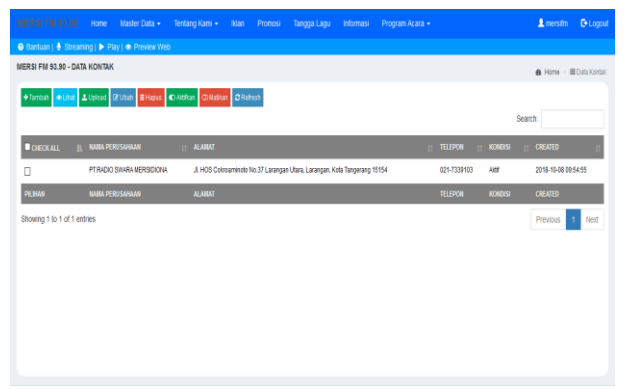 MERSI FM 93.90 Home Master Data Tentang Kami Iklan Promosi Tangga Lagu Informasi Program Acara mersifm Logout
Bantuan | Streaming | Play | Preview Web
MERSI FM 93.90 - DATA KONTAK
Home Data Kontak
Tambah Lihat Upload Ubah Hapus Aktifkan Matikan Refresh
Search:
CHECK ALL NAMA PERUSAHAAN ALAMAT TELEPON KONDISI CREATED
PT.RADIO SWARA MERSIDIONA Jl. HOS Cokroaminoto No.37 Larangan Utara, Larangan, Kota Tangerang 15154 021-7339103 Aktif 2018-10-08 09:54:55
PILIHAN NAMA PERUSAHAAN ALAMAT TELEPON KONDISI CREATED
Showing 1 to 1 of 1 entries
Previous 1 Next